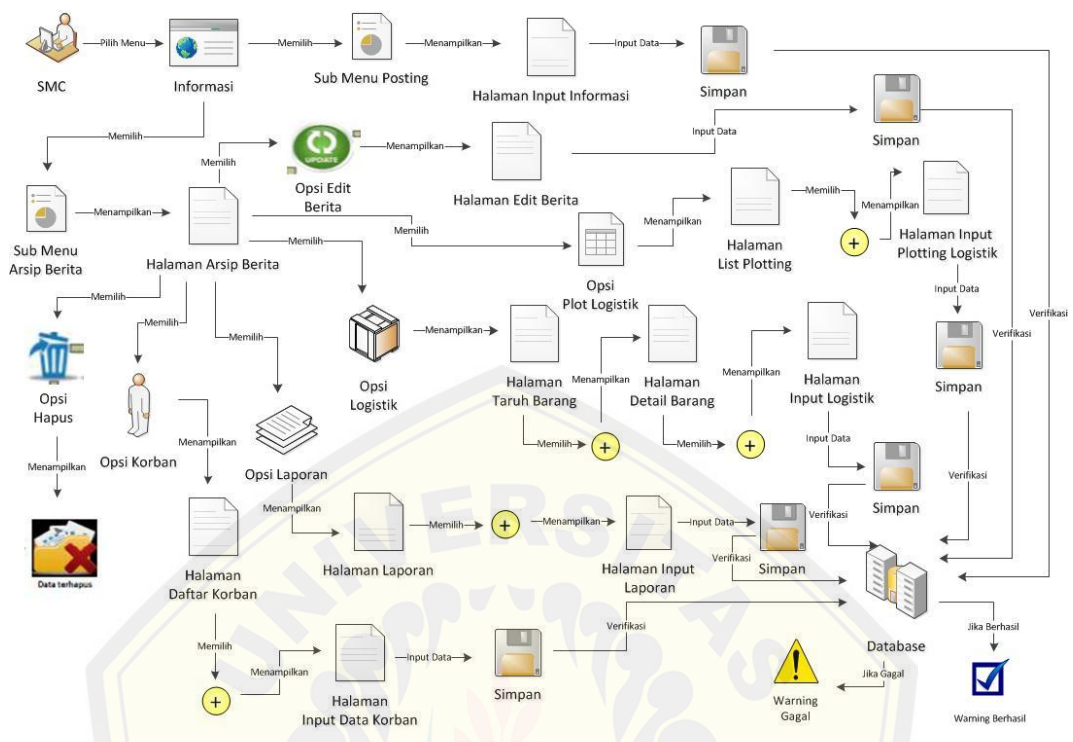 Pilih Menu
Memilih
Menampilkan
Input Data
SMC
Informasi
Sub Menu Posting
Halaman Input Informasi
Simpan
Memilih
Memilih
UPDATE
Menampilkan
Input Data
Simpan
Opsi Edit
Berita
Halaman Edit Berita
Memilih
Menampilkan
Menampilkan
Memilih
Menampilkan
Sub Menu
Arsip Berita
Halaman Arsip Berita
Memilih
Opsi
Plot Logistik
Halaman
List Plotting
+
Halaman Input
Plotting Logistik
Input Data
Memilih
Memilih
Memilih
Menampilkan
Menampilkan
Menampilkan
Verifikasi
Verifikasi
Simpan
Opsi
Hapus
Opsi Korban
Opsi
Logistik
Halaman
Taruh Barang
Halaman
Detail Barang
Halaman
Input Logistik
Memilih
+
Memilih
+
Input Data
Menampilkan
Menampilkan
Opsi Laporan
Menampilkan
Verifikasi
Simpan
Verifikasi
Data terhapus
Halaman
Daftar Korban
Halaman Laporan
Memilih
+
Menampilkan
Halaman Input
Laporan
Input Data
Simpan
Verifikasi
UNIVERSITAS
Memilih
+
Menampilkan
Halaman
Input Data Korban
Input Data
Simpan
Verifikasi
Database
Jika Berhasil
Jika Gagal
Warning
Gagal
Warning Berhasil